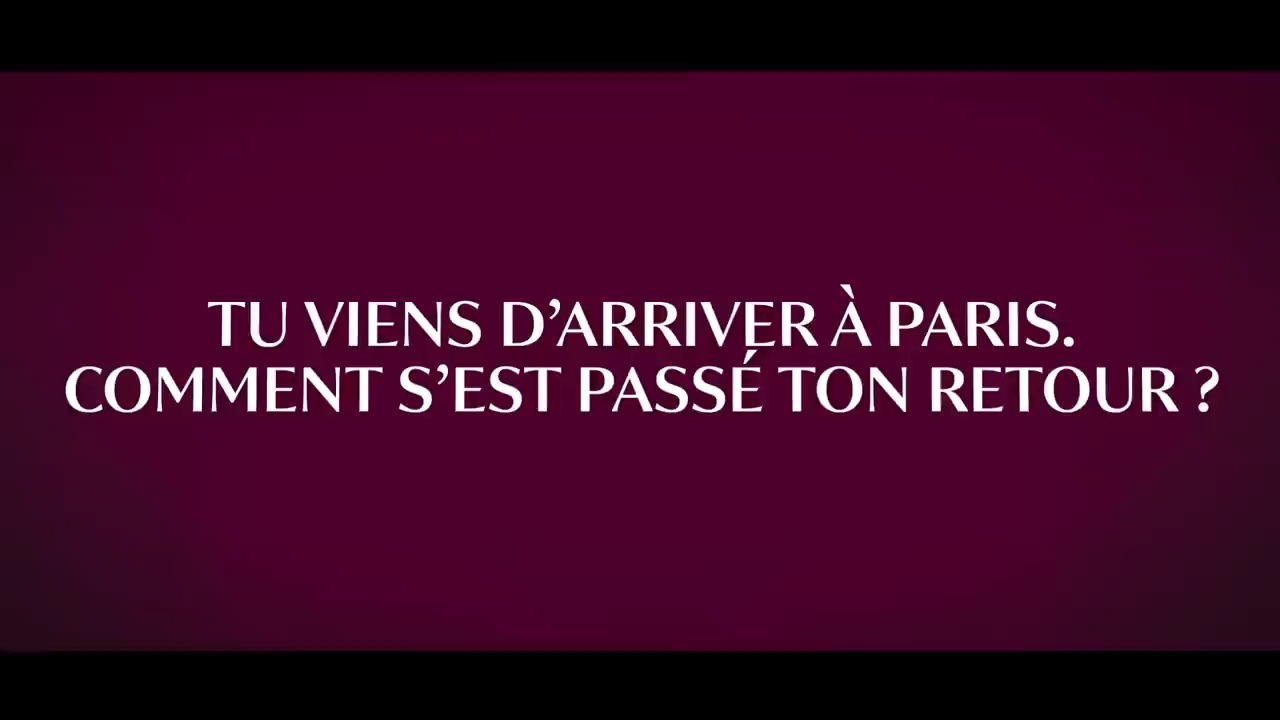 TU VIENS D’ARRIVER À PARIS.
COMMENT S’EST PASSÉ TON RETOUR ?